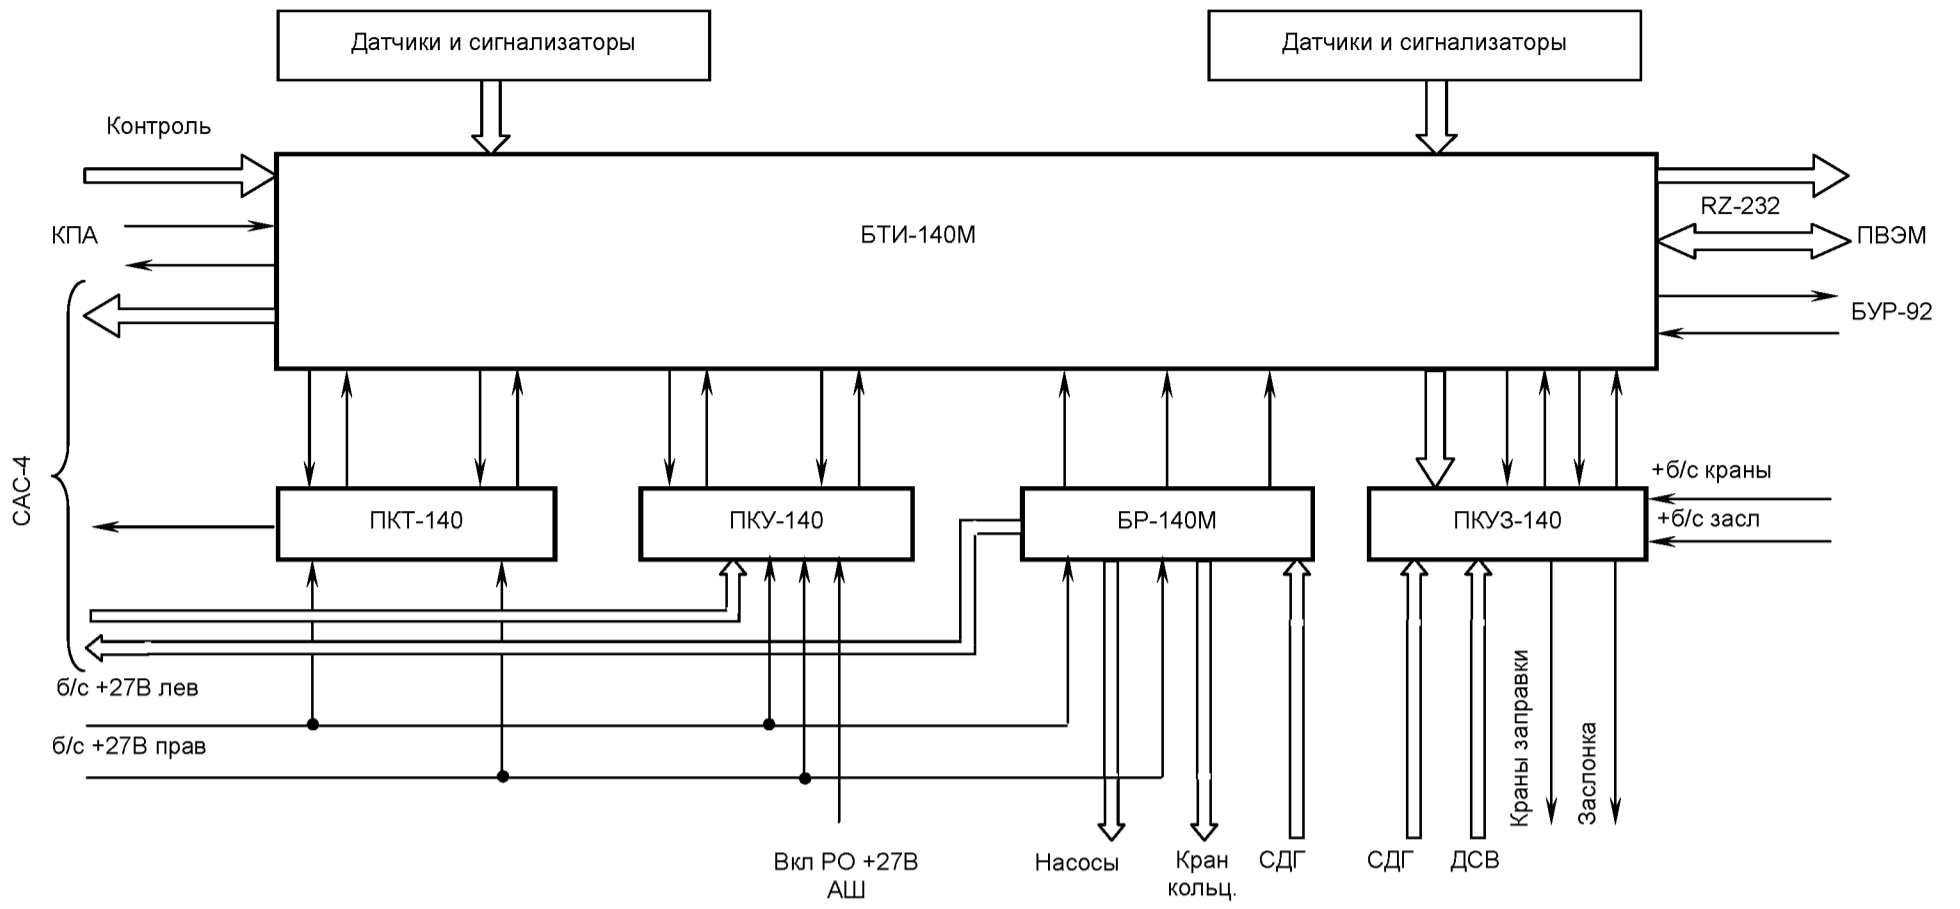 Датчики и сигнализаторы
Датчики и сигнализаторы
Контроль
RZ-232
КПА
БТИ-140М
ПВЭМ
БУР-92
САС-4
+б/с краны
ПКТ-140
ПКУ-140
БР-140М
ПКУЗ-140
+б/с засл
б/с +27В лев
б/с +27В прав
Краны заправки
Заслонка
Вкл РО +27В
АШ
Насосы
Кран
кольц.
СДГ
СДГ
ДСВ